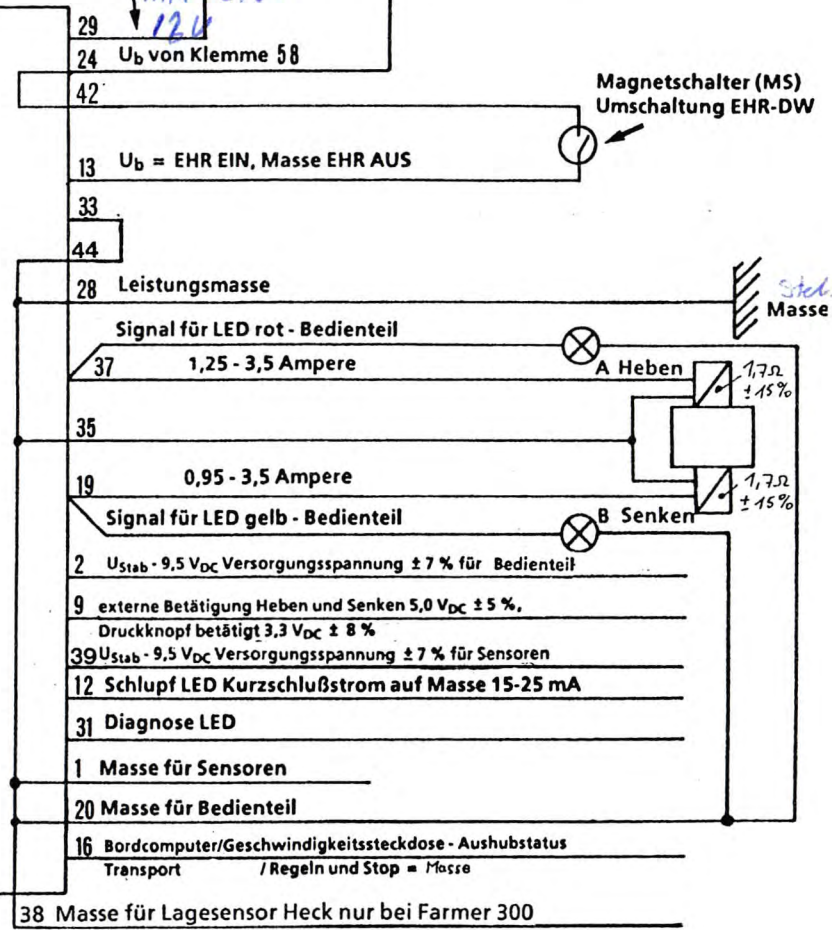 29
12V
24 Ub von Klemme 58
42
Magnetschalter (MS)
Umschaltung EHR-DW
13 Ub = EHR EIN, Masse EHR AUS
33
44
28 Leistungsmasse
Masse
Signal für LED rot - Bedienteil
37 1,25 - 3,5 Ampere
A Heben
1,7Ω
±15%
35
19 0,95 - 3,5 Ampere
1,7Ω
±15%
Signal für LED gelb - Bedienteil
B Senken
2 UStab - 9,5 VDC Versorgungsspannung ± 7 % für Bedienteil
9 externe Betätigung Heben und Senken 5,0 VDC ± 5 %,
Druckknopf betätigt 3,3 VDC ± 8 %
39 UStab - 9,5 VDC Versorgungsspannung ± 7 % für Sensoren
12 Schlupf LED Kurzschlußstrom auf Masse 15-25 mA
31 Diagnose LED
1 Masse für Sensoren
20 Masse für Bedienteil
16 Bordcomputer/Geschwindigkeitssteckdose - Aushubstatus
Transport / Regeln und Stop = Masse
38 Masse für Lagesensor Heck nur bei Farmer 300